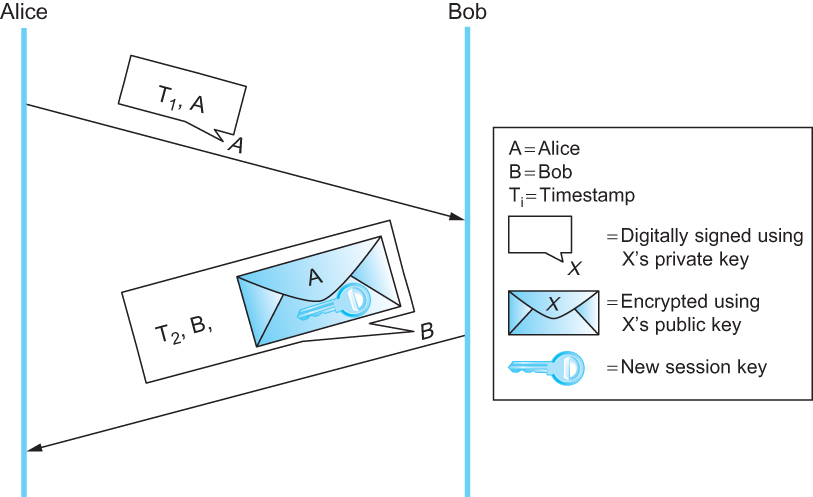 Alice
Bob
T1, A
A
A
T2, B,
B
A = Alice
B = Bob
Ti = Timestamp
X
= Digitally signed using
X's private key
X
= Encrypted using
X's public key
= New session key